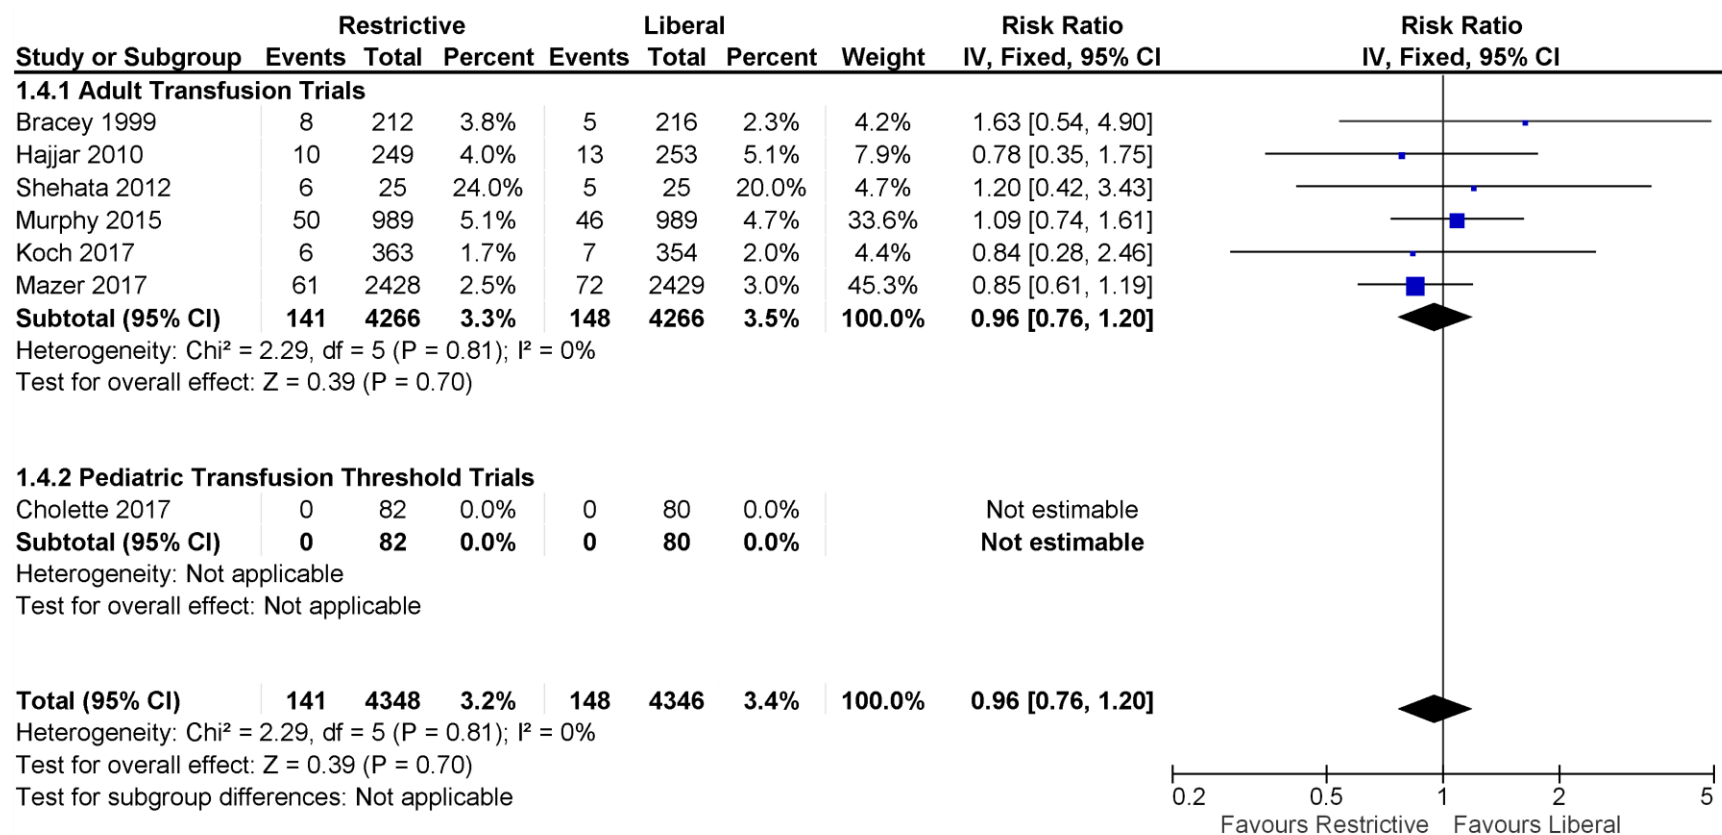 Restrictive Liberal Risk Ratio Risk Ratio
Study or Subgroup Events Total Percent Events Total Percent Weight IV, Fixed, 95% CI IV, Fixed, 95% CI
1.4.1 Adult Transfusion Trials
Bracey 1999 8 212 3.8% 5 216 2.3% 4.2% 1.63 [0.54, 4.90]
Hajjar 2010 10 249 4.0% 13 253 5.1% 7.9% 0.78 [0.35, 1.75]
Shehata 2012 6 25 24.0% 5 25 20.0% 4.7% 1.20 [0.42, 3.43]
Murphy 2015 50 989 5.1% 46 989 4.7% 33.6% 1.09 [0.74, 1.61]
Koch 2017 6 363 1.7% 7 354 2.0% 4.4% 0.84 [0.28, 2.46]
Mazer 2017 61 2428 2.5% 72 2429 3.0% 45.3% 0.85 [0.61, 1.19]
Subtotal (95% CI) 141 4266 3.3% 148 4266 3.5% 100.0% 0.96 [0.76, 1.20]
Heterogeneity: Chi² = 2.29, df = 5 (P = 0.81); I² = 0%
Test for overall effect: Z = 0.39 (P = 0.70)
1.4.2 Pediatric Transfusion Threshold Trials
Cholette 2017 0 82 0.0% 0 80 0.0% Not estimable
Subtotal (95% CI) 0 82 0.0% 0 80 0.0% Not estimable
Heterogeneity: Not applicable
Test for overall effect: Not applicable
Total (95% CI) 141 4348 3.2% 148 4346 3.4% 100.0% 0.96 [0.76, 1.20]
Heterogeneity: Chi² = 2.29, df = 5 (P = 0.81); I² = 0%
Test for overall effect: Z = 0.39 (P = 0.70)
Test for subgroup differences: Not applicable
0.2 0.5 1 2 5
Favours Restrictive Favours Liberal